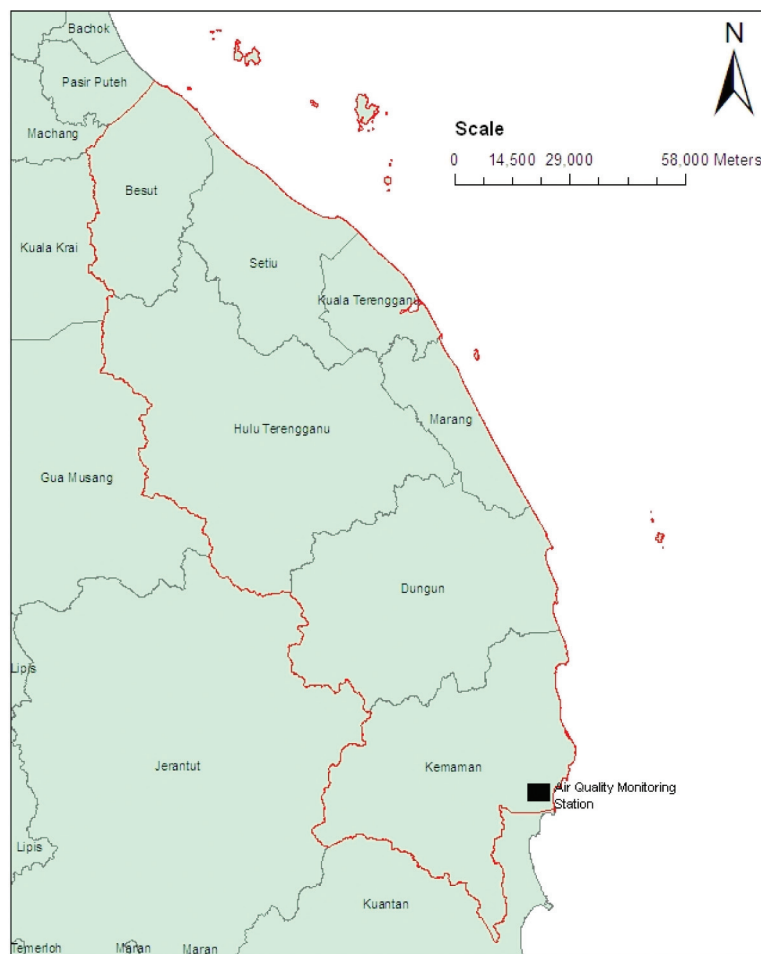 Bachok
N
Pasir Puteh
Machang
Scale
0 14,500 29,000 58,000 Meters
Besut
Kuala Krai
Setiu
Kuala Terengganu
Marang
Hulu Terengganu
Gua Musang
Dungun
Lipis
Jerantut
Kemaman
Air Quality Monitoring
Station
Lipis
Kuantan
Temerloh
Maran
Maran